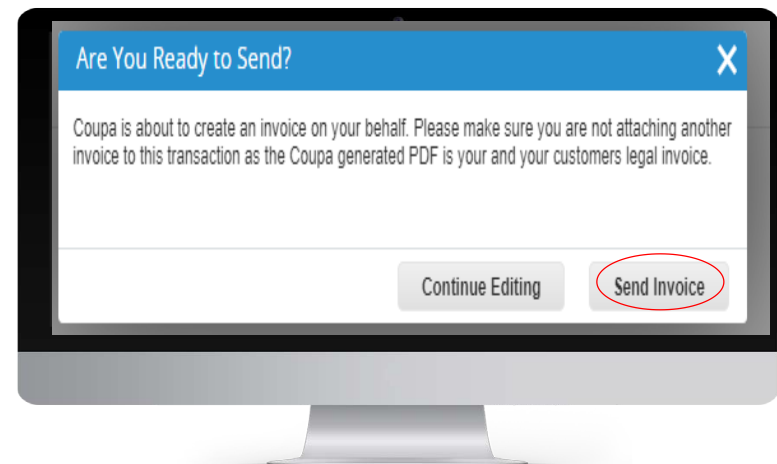 Are You Ready to Send?
X
Coupa is about to create an invoice on your behalf. Please make sure you are not attaching another
invoice to this transaction as the Coupa generated PDF is your and your customers legal invoice.
Continue Editing
Send Invoice